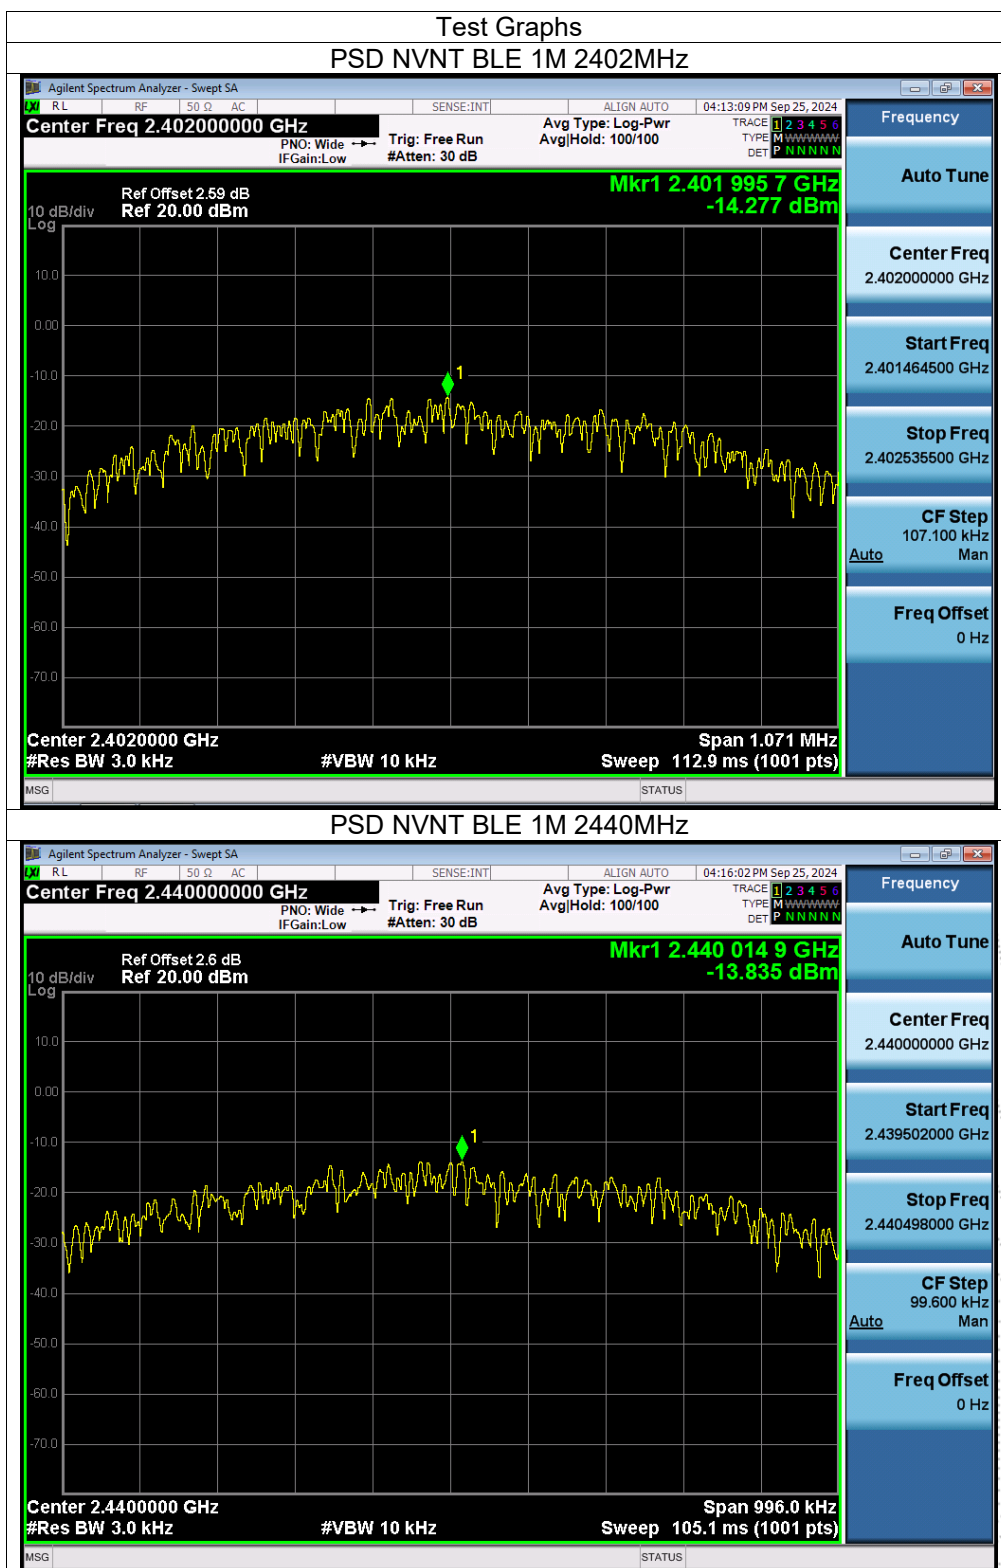 Test Graphs
PSD NVNT BLE 1M 2402MHz
Agilent Spectrum Analyzer - Swept SA
LXI RL RF 50 Ω AC SENSE:INT ALIGN AUTO 04:13:09 PM Sep 25, 2024
Center Freq 2.402000000 GHz
PNO: Wide
IFGain:Low
Trig: Free Run
#Atten: 30 dB
Avg Type: Log-Pwr
Avg|Hold: 100/100
TRACE 1 2 3 4 5 6
TYPE M WWWWW
DET P N N N N N
Frequency
Auto Tune
Mkr1 2.401 995 7 GHz
-14.277 dBm
Ref Offset 2.59 dB
10 dB/div Ref 20.00 dBm
Log
10.0
0.00
-10.0
-20.0
-30.0
-40.0
-50.0
-60.0
-70.0
1
Center Freq
2.402000000 GHz
Start Freq
2.401464500 GHz
Stop Freq
2.402535500 GHz
CF Step
107.100 kHz
Auto Man
Freq Offset
0 Hz
Center 2.4020000 GHz Span 1.071 MHz
#Res BW 3.0 kHz #VBW 10 kHz Sweep 112.9 ms (1001 pts)
MSG STATUS
PSD NVNT BLE 1M 2440MHz
Agilent Spectrum Analyzer - Swept SA
LXI RL RF 50 Ω AC SENSE:INT ALIGN AUTO 04:16:02 PM Sep 25, 2024
Center Freq 2.440000000 GHz
PNO: Wide
IFGain:Low
Trig: Free Run
#Atten: 30 dB
Avg Type: Log-Pwr
Avg|Hold: 100/100
TRACE 1 2 3 4 5 6
TYPE M WWWWW
DET P N N N N N
Frequency
Auto Tune
Mkr1 2.440 014 9 GHz
-13.835 dBm
Ref Offset 2.6 dB
10 dB/div Ref 20.00 dBm
Log
10.0
0.00
-10.0
-20.0
-30.0
-40.0
-50.0
-60.0
-70.0
1
Center Freq
2.440000000 GHz
Start Freq
2.439502000 GHz
Stop Freq
2.440498000 GHz
CF Step
99.600 kHz
Auto Man
Freq Offset
0 Hz
Center 2.4400000 GHz Span 996.0 kHz
#Res BW 3.0 kHz #VBW 10 kHz Sweep 105.1 ms (1001 pts)
MSG STATUS